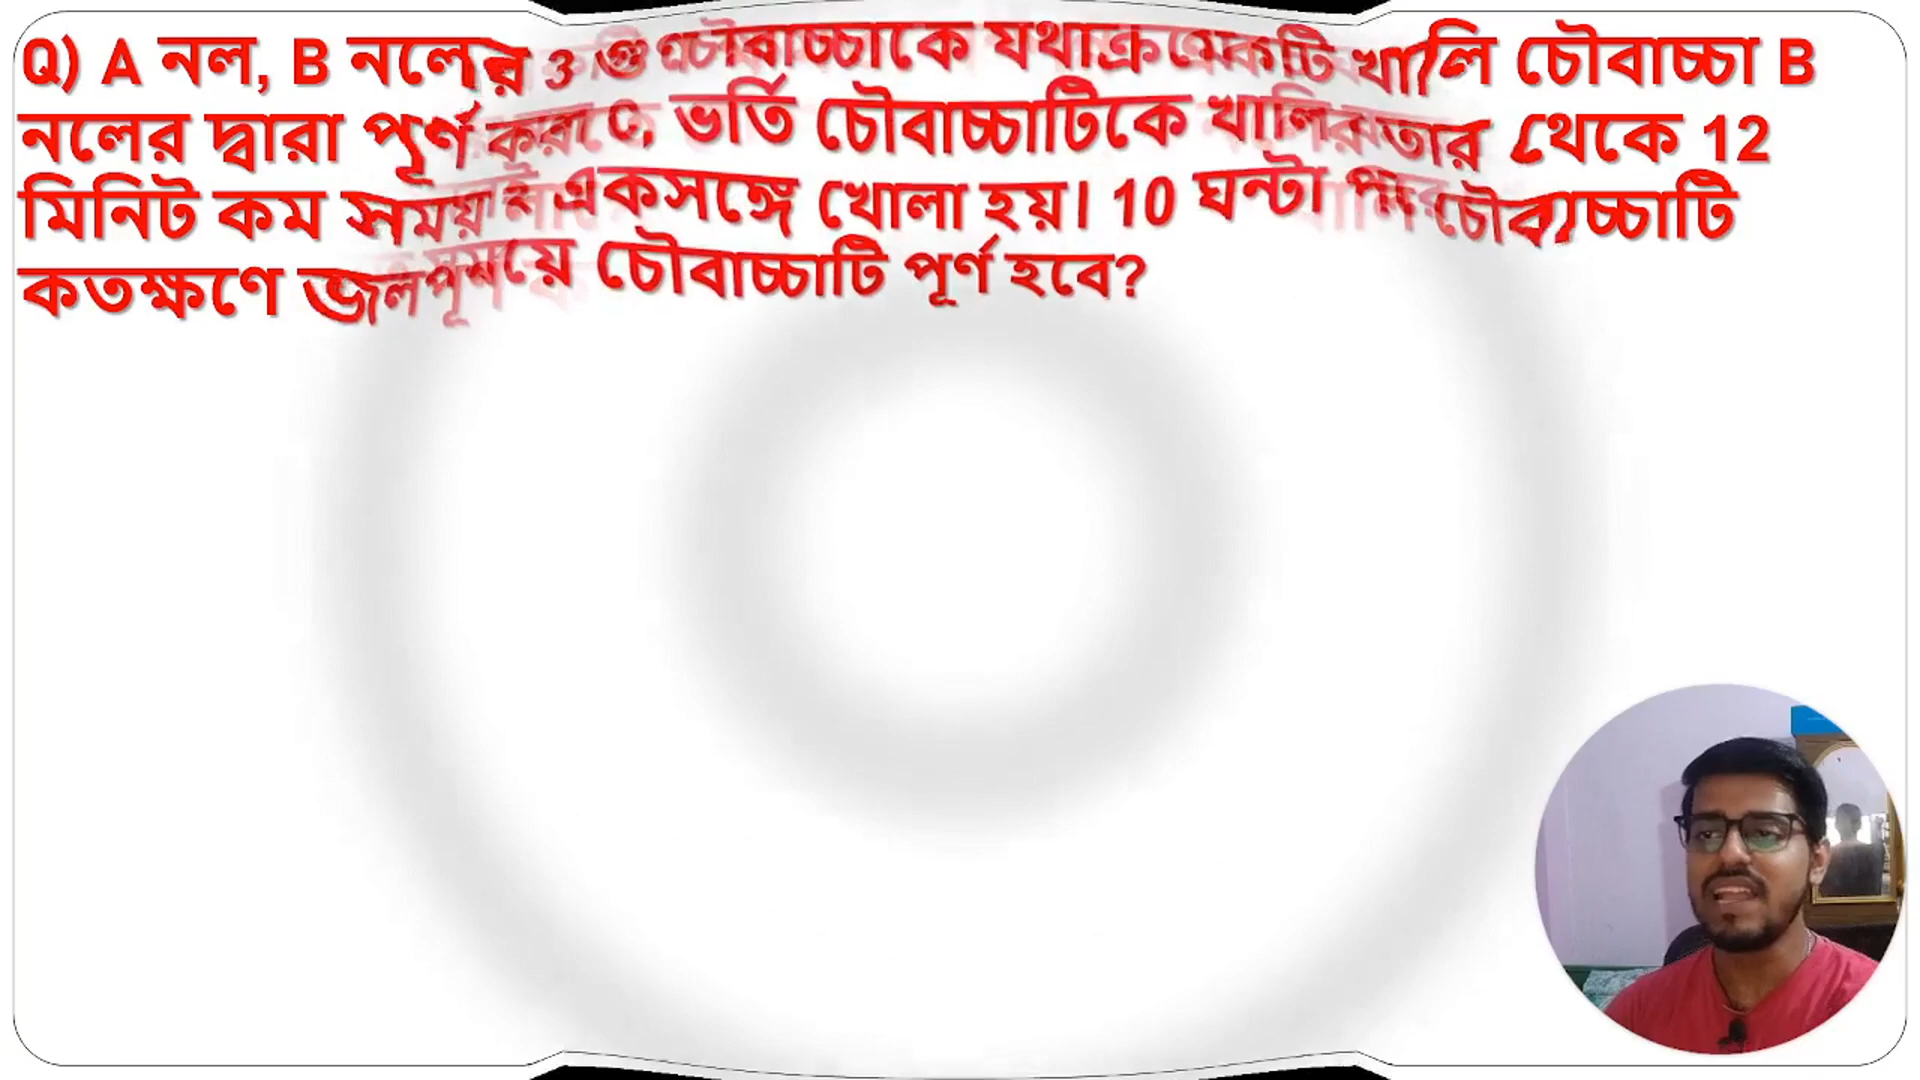 Q) A নল, B নলের 3 গু চৌবাচ্চাকে যথাক্র একটি খালি চৌবাচ্চা B
নলের দ্বারা পূর্ণ কর C, ভর্তি চৌবাচ্চাটিকে খালি তার থেকে 12
মিনিট কম সময় একসঙ্গে খোলা হয়। 10 ঘন্টা পর চৌবাচ্চাটি
কতক্ষণে জলপূর্ণ সময়ে চৌবাচ্চাটি পূর্ণ হবে?